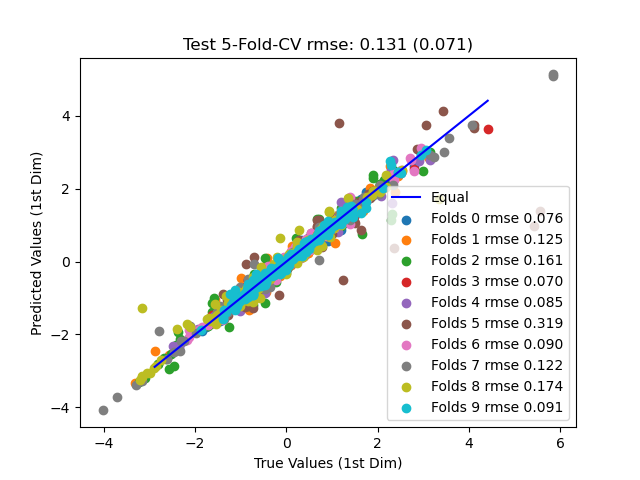 Test 5-Fold-CV rmse: 0.131 (0.071)
Predicted Values (1st Dim)
4
2
0
−2
−4
Equal
Folds 0 rmse 0.076
Folds 1 rmse 0.125
Folds 2 rmse 0.161
Folds 3 rmse 0.070
Folds 4 rmse 0.085
Folds 5 rmse 0.319
Folds 6 rmse 0.090
Folds 7 rmse 0.122
Folds 8 rmse 0.174
Folds 9 rmse 0.091
−4 −2 0 2 4 6
True Values (1st Dim)